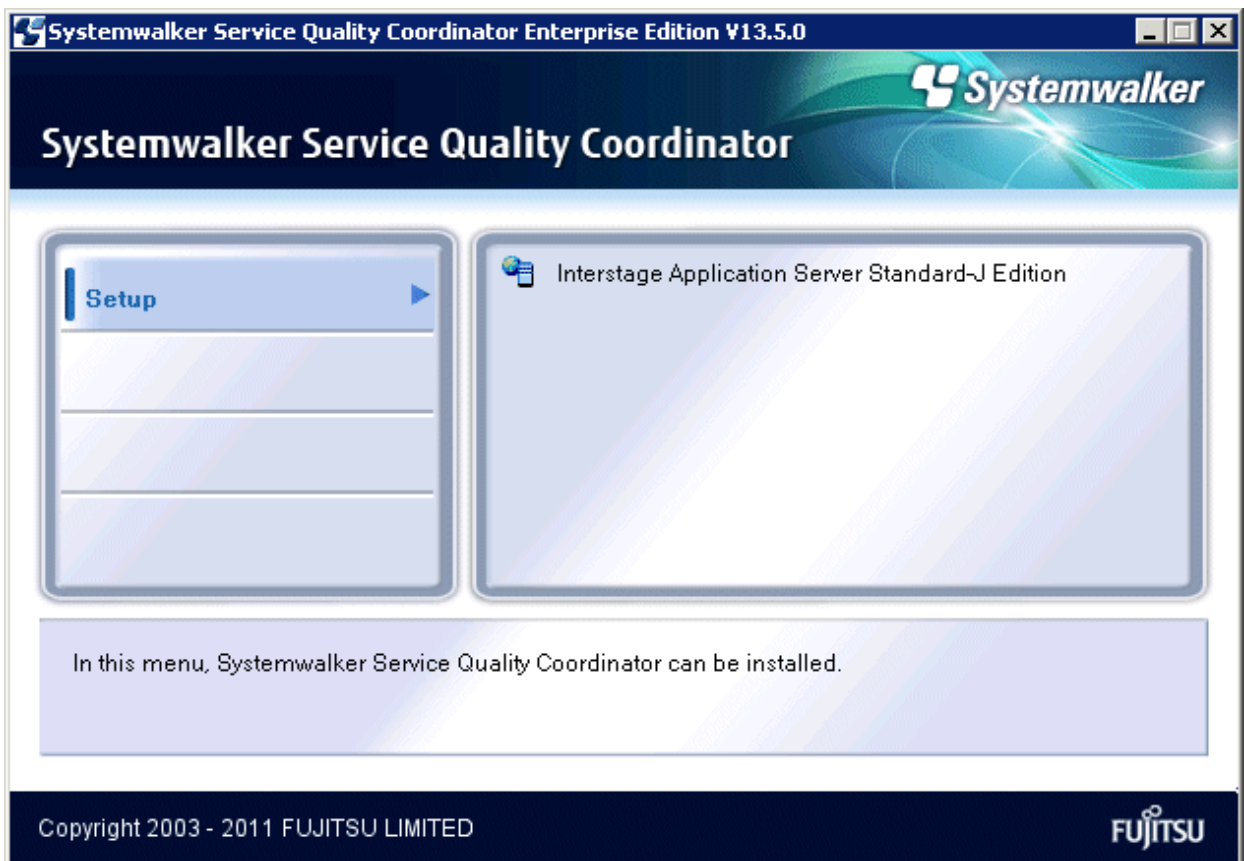 Systemwalker Service Quality Coordinator Enterprise Edition V13.5.0
Systemwalker
Systemwalker Service Quality Coordinator
Setup
Interstage Application Server Standard-J Edition
In this menu, Systemwalker Service Quality Coordinator can be installed.
Copyright 2003 - 2011 FUJITSU LIMITED
FUJITSU